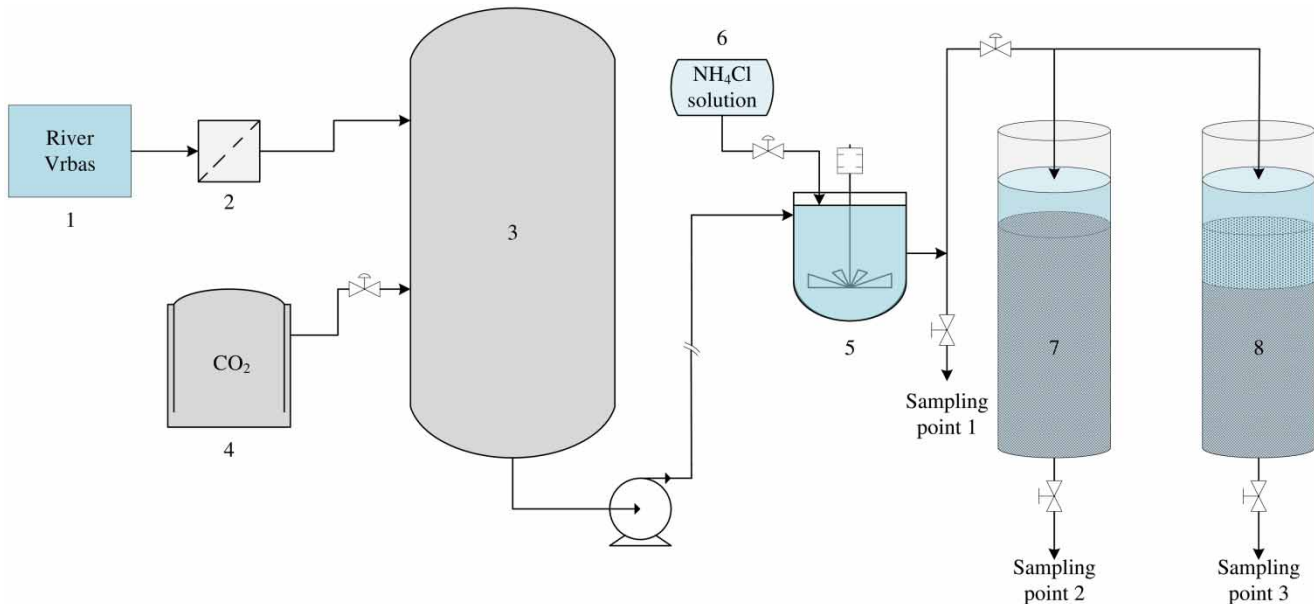 River
Vrbas
1
2
3
CO₂
4
6
NH₄Cl
solution
5
Sampling
point 1
7
8
Sampling
point 2
Sampling
point 3